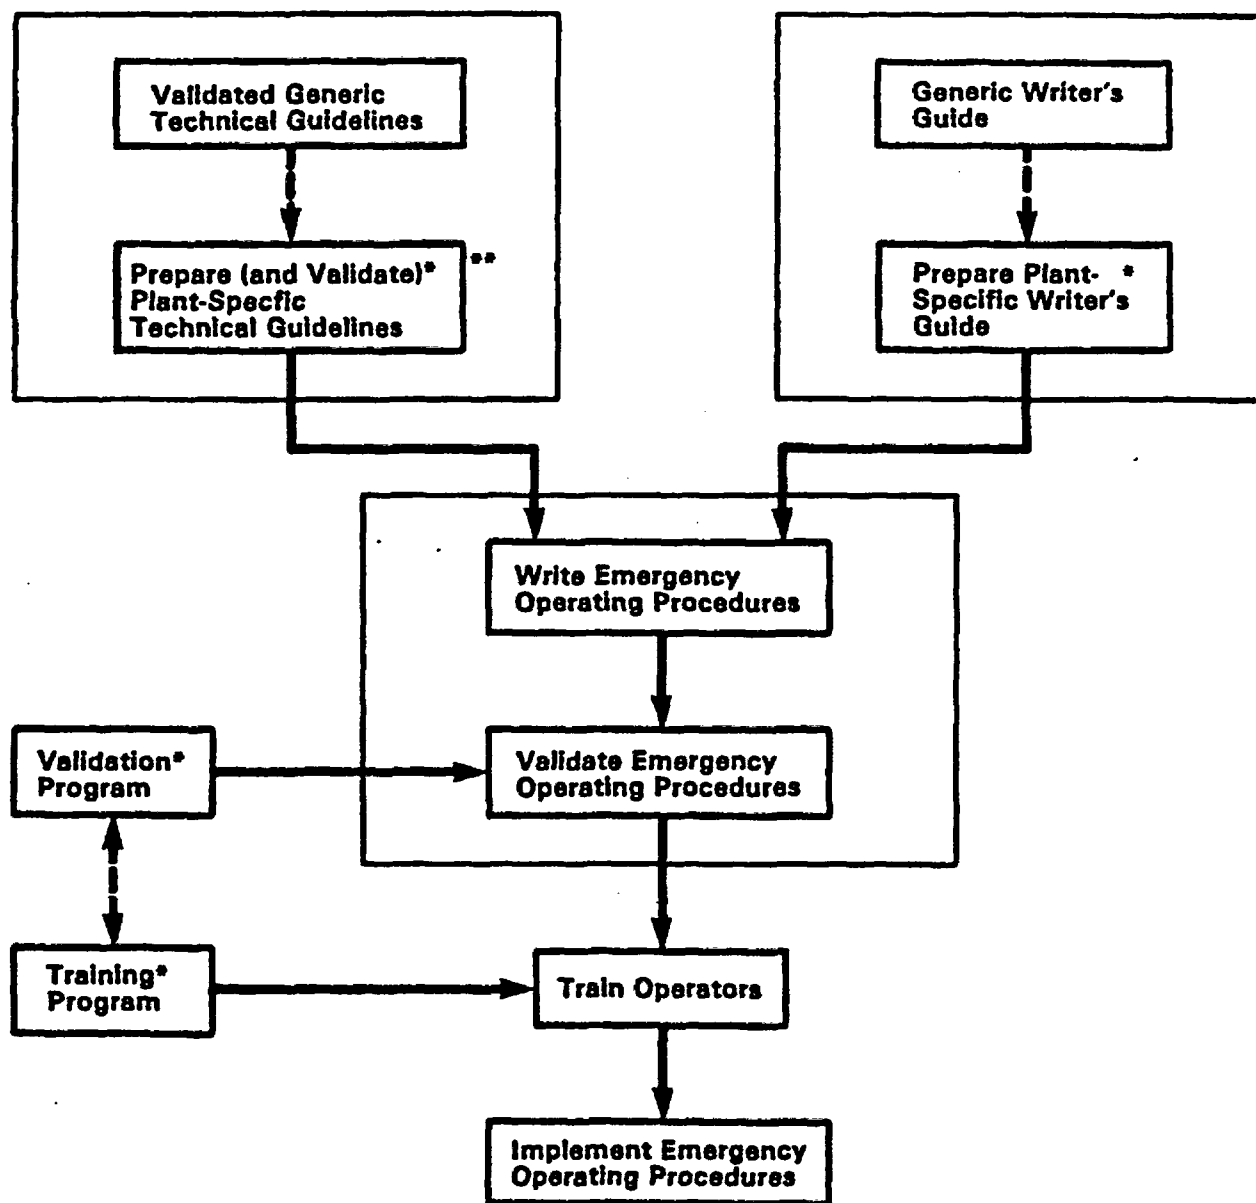 Validated Generic
Technical Guidelines
Generic Writer's
Guide
Prepare (and Validate)* **
Plant-Specfic
Technical Guidelines
Prepare Plant- *
Specific Writer's
Guide
Write Emergency
Operating Procedures
Validation*
Program
Validate Emergency
Operating Procedures
Training*
Program
Train Operators
Implement Emergency
Operating Procedures